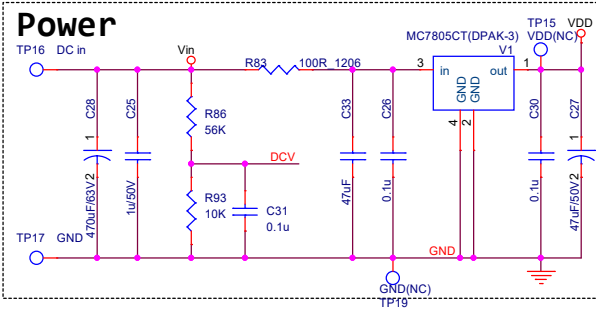 Power
TP16 DC in
Vin
R83
100R_1206
MC7805CT(DPAK-3)
V1
TP15
VDD(NC)
VDD
3
in
out
1
GND
GND
4
2
C28
1
2
470uF/63V
C25
1u/50V
R86
56K
DCV
R93
10K
C31
0.1u
C33
47uF
C26
0.1u
C30
0.1u
C27
1
2
47uF/50V
TP17 GND
GND
GND(NC)
TP19